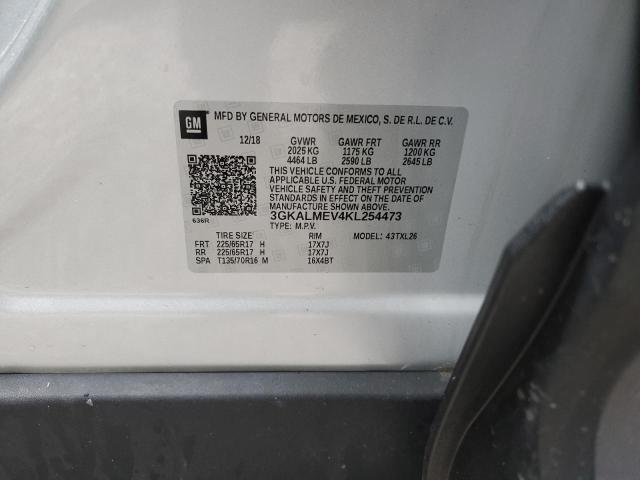 GM
MFD BY GENERAL MOTORS DE MEXICO, S. DE R.L. DE C.V.
12/18 GVWR GAWR FRT GAWR RR
2025 KG 1175 KG 1200 KG
4464 LB 2590 LB 2645 LB
THIS VEHICLE CONFORMS TO ALL
APPLICABLE U.S. FEDERAL MOTOR
VEHICLE SAFETY AND THEFT PREVENTION
STANDARDS IN EFFECT ON THE
DATE OF MANUFACTURE SHOWN ABOVE.
636R 3GKALMEV4KL254473
TYPE: M.P.V. 43TXL26
TIRE SIZE RIM
FRT 225/65R17 H 17X7J
RR 225/65R17 H 17X7J
SPA T135/70R16 M 16X4BT